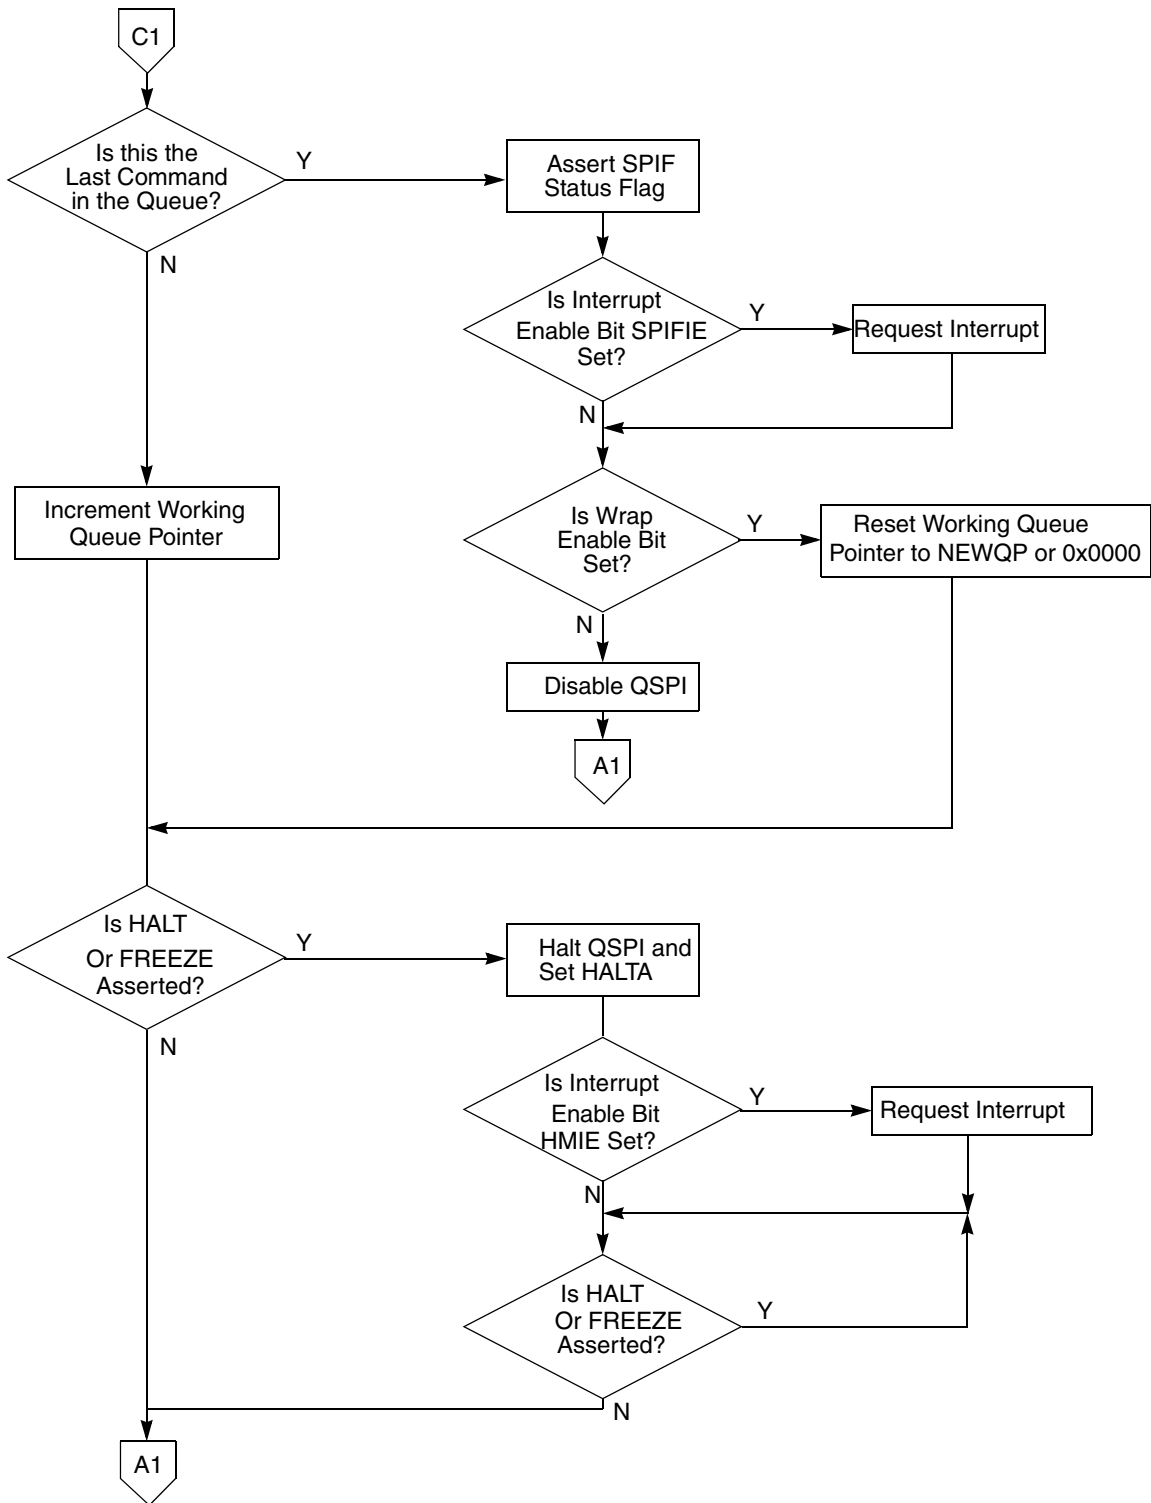 C1
Is this the
Last Command
in the Queue?
Y
Assert SPIF
Status Flag
N
Is Interrupt
Enable Bit SPIFIE
Set?
Y
Request Interrupt
N
Increment Working
Queue Pointer
Is Wrap
Enable Bit
Set?
Y
Reset Working Queue
Pointer to NEWQP or 0x0000
N
Disable QSPI
A1
Is HALT
Or FREEZE
Asserted?
Y
Halt QSPI and
Set HALTA
N
Is Interrupt
Enable Bit
HMIE Set?
Y
Request Interrupt
N
Is HALT
Or FREEZE
Asserted?
Y
N
A1